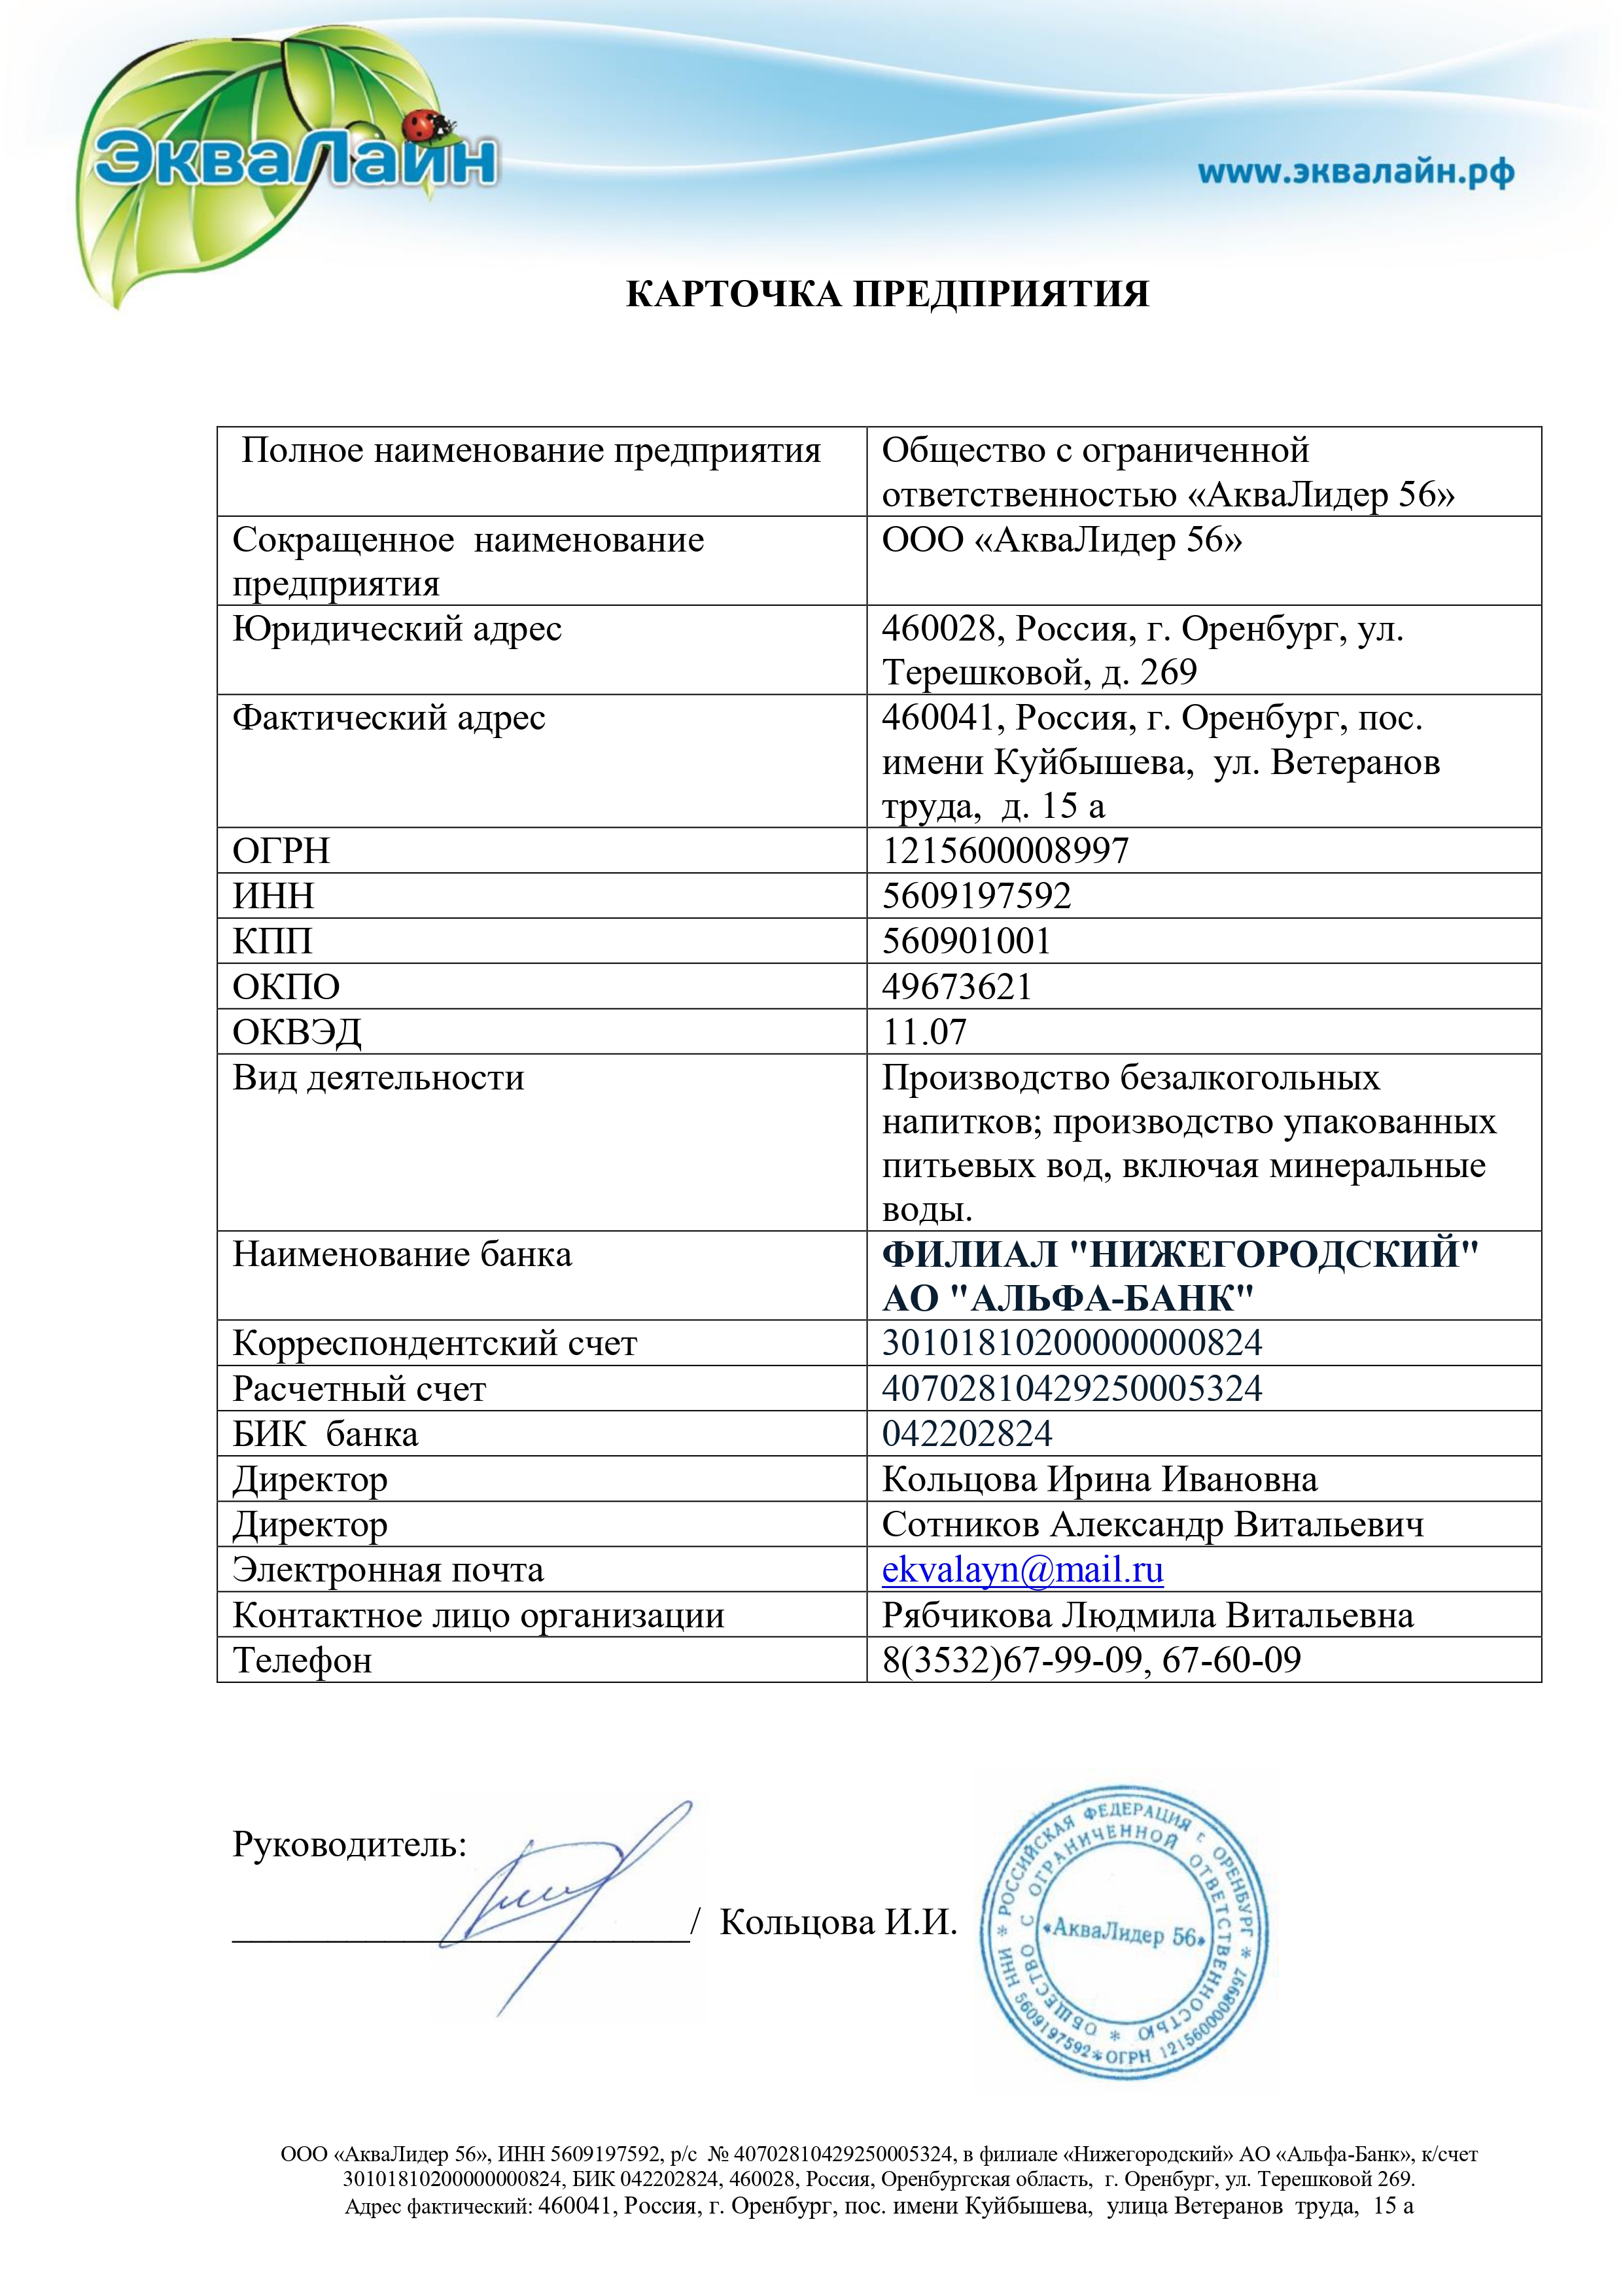 ЭкваЛайн
www.эквалайн.рф
КАРТОЧКА ПРЕДПРИЯТИЯ
Полное наименование предприятия
Общество с ограниченной
ответственностью «АкваЛидер 56»
Сокращенное наименование
предприятия
ООО «АкваЛидер 56»
Юридический адрес
460028, Россия, г. Оренбург, ул.
Терешковой, д. 269
Фактический адрес
460041, Россия, г. Оренбург, пос.
имени Куйбышева, ул. Ветеранов
труда, д. 15 а
ОГРН
1215600008997
ИНН
5609197592
КПП
560901001
ОКПО
49673621
ОКВЭД
11.07
Вид деятельности
Производство безалкогольных
напитков; производство упакованных
питьевых вод, включая минеральные
воды.
Наименование банка
ФИЛИАЛ "НИЖЕГОРОДСКИЙ"
АО "АЛЬФА-БАНК"
Корреспондентский счет
30101810200000000824
Расчетный счет
40702810429250005324
БИК банка
042202824
Директор
Кольцова Ирина Ивановна
Директор
Сотников Александр Витальевич
Электронная почта
ekvalayn@mail.ru
Контактное лицо организации
Рябчикова Людмила Витальевна
Телефон
8(3532)67-99-09, 67-60-09
Руководитель:
/ Кольцова И.И.
* РОССИЙСКАЯ ФЕДЕРАЦИЯ г. ОРЕНБУРГ *
ИНН 5609197592*ОГРН 1215600008997
* ОБЩЕСТВО С ОГРАНИЧЕННОЙ ОТВЕТСТВЕННОСТЬЮ
«АкваЛидер 56»
ООО «АкваЛидер 56», ИНН 5609197592, р/с № 40702810429250005324, в филиале «Нижегородский» АО «Альфа-Банк», к/счет
30101810200000000824, БИК 042202824, 460028, Россия, Оренбургская область, г. Оренбург, ул. Терешковой 269.
Адрес фактический: 460041, Россия, г. Оренбург, пос. имени Куйбышева, улица Ветеранов труда, 15 а